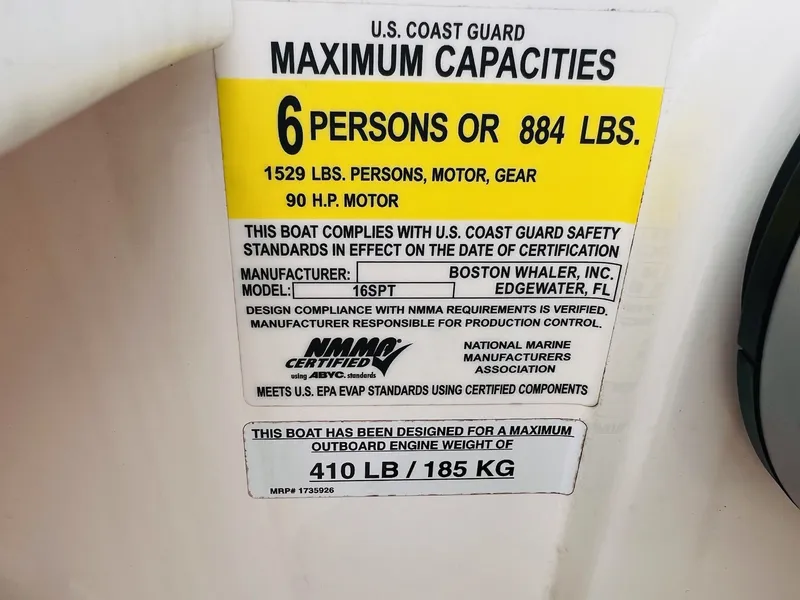 U.S. COAST GUARD
MAXIMUM CAPACITIES
6 PERSONS OR 884 LBS.
1529 LBS. PERSONS, MOTOR, GEAR
90 H.P. MOTOR
THIS BOAT COMPLIES WITH U.S. COAST GUARD SAFETY
STANDARDS IN EFFECT ON THE DATE OF CERTIFICATION
MANUFACTURER: BOSTON WHALER, INC.
MODEL: 16SPT EDGEWATER, FL
DESIGN COMPLIANCE WITH NMMA REQUIREMENTS IS VERIFIED.
MANUFACTURER RESPONSIBLE FOR PRODUCTION CONTROL.
NMMA
CERTIFIED
using ABYC. standards
NATIONAL MARINE
MANUFACTURERS
ASSOCIATION
MEETS U.S. EPA EVAP STANDARDS USING CERTIFIED COMPONENTS
THIS BOAT HAS BEEN DESIGNED FOR A MAXIMUM
OUTBOARD ENGINE WEIGHT OF
410 LB / 185 KG
MRP# 1735926